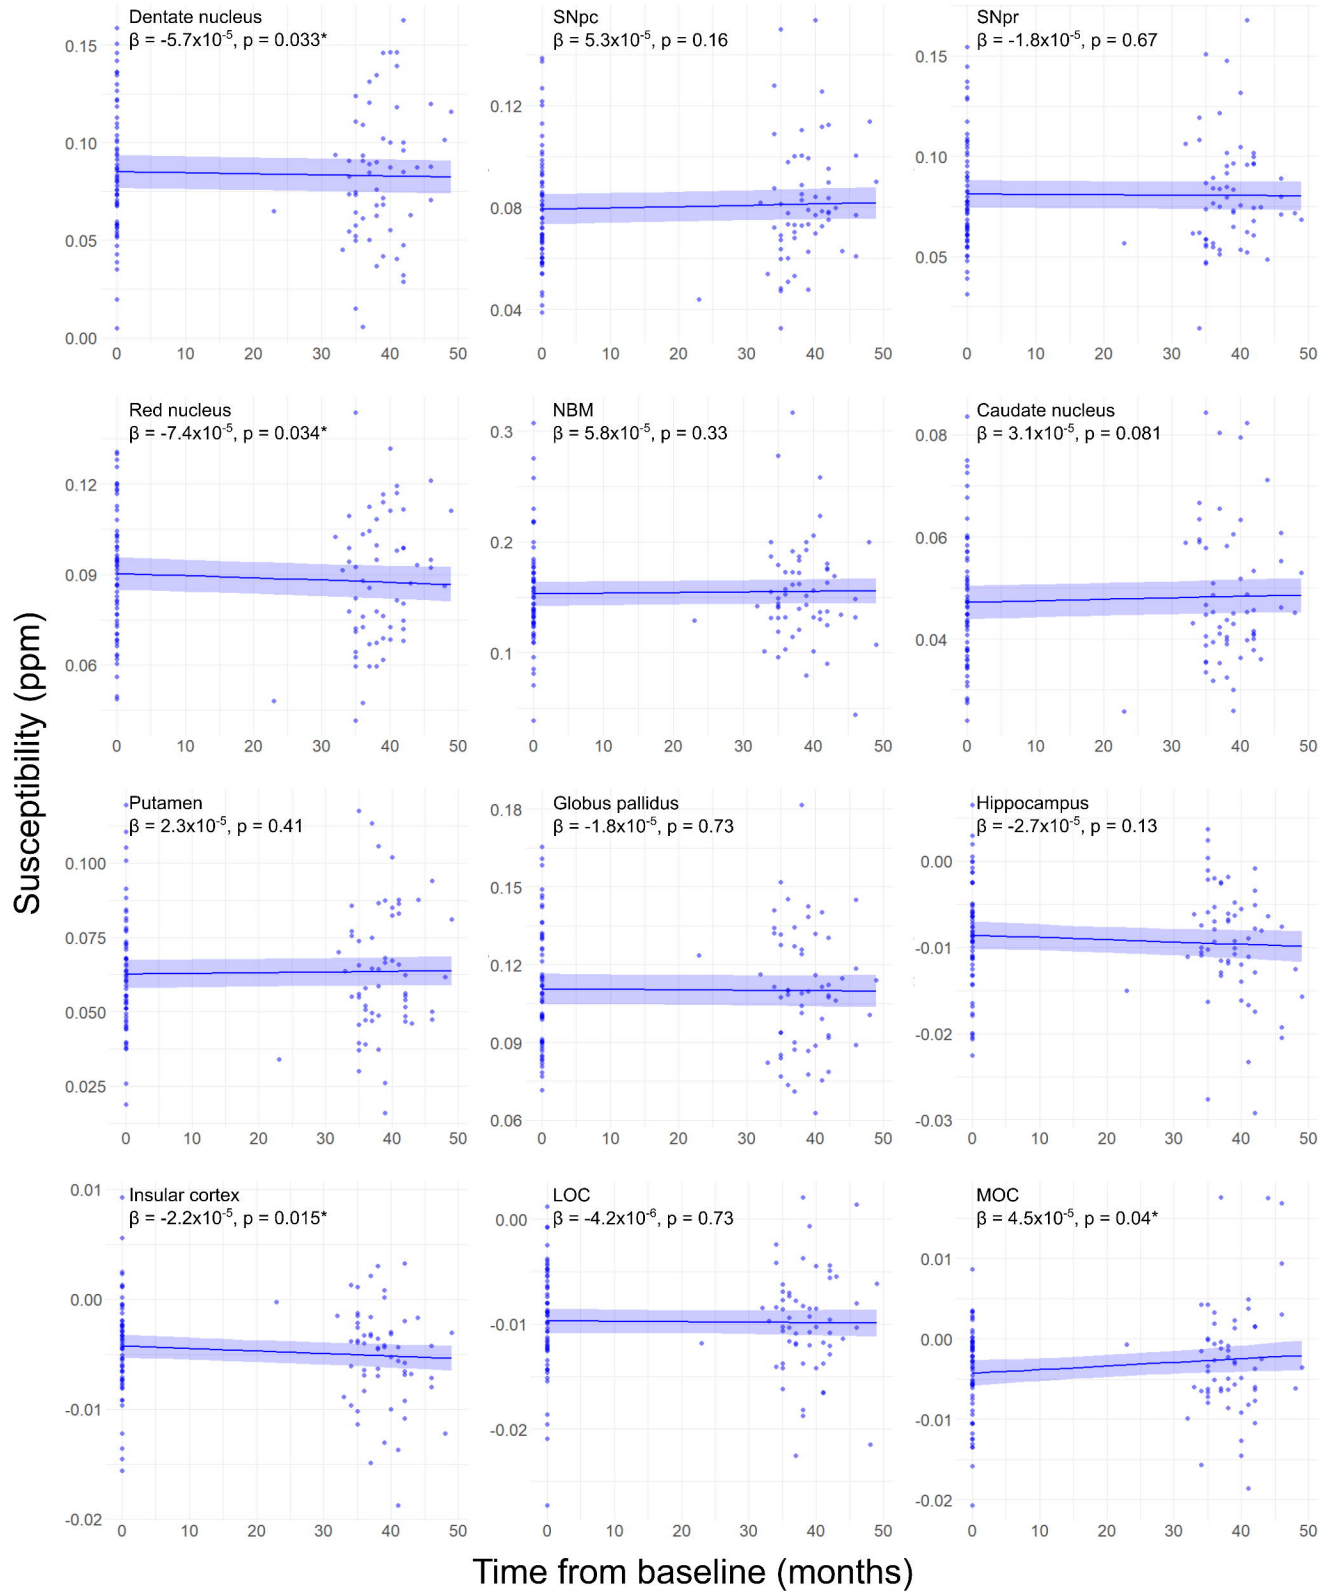 Susceptibility (ppm)
Dentate nucleus
β = -5.7x10⁻⁵, p = 0.033*
0.15
0.10
0.05
0.00
0 10 20 30 40 50
SNpc
β = 5.3x10⁻⁵, p = 0.16
0.12
0.08
0.04
0 10 20 30 40 50
SNpr
β = -1.8x10⁻⁵, p = 0.67
0.15
0.10
0.05
0 10 20 30 40 50
Red nucleus
β = -7.4x10⁻⁵, p = 0.034*
0.12
0.09
0.06
0 10 20 30 40 50
NBM
β = 5.8x10⁻⁵, p = 0.33
0.3
0.2
0.1
0 10 20 30 40 50
Caudate nucleus
β = 3.1x10⁻⁵, p = 0.081
0.08
0.06
0.04
0 10 20 30 40 50
Putamen
β = 2.3x10⁻⁵, p = 0.41
0.100
0.075
0.050
0.025
0 10 20 30 40 50
Globus pallidus
β = -1.8x10⁻⁵, p = 0.73
0.18
0.15
0.12
0.09
0.06
0 10 20 30 40 50
Hippocampus
β = -2.7x10⁻⁵, p = 0.13
0.00
-0.01
-0.02
-0.03
0 10 20 30 40 50
Insular cortex
β = -2.2x10⁻⁵, p = 0.015*
0.01
0.00
-0.01
-0.02
0 10 20 30 40 50
LOC
β = -4.2x10⁻⁶, p = 0.73
0.00
-0.01
-0.02
0 10 20 30 40 50
MOC
β = 4.5x10⁻⁵, p = 0.04*
0.01
0.00
-0.01
-0.02
0 10 20 30 40 50
Time from baseline (months)